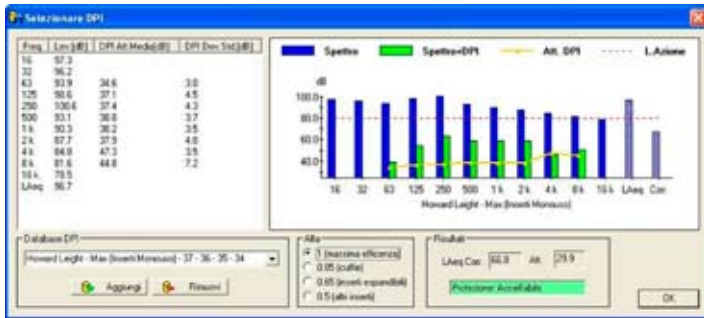 Selezionare DPI
Freq Lev [dB] DPI Att Media[dB] DPI Dev Std [dB]
16 97.3
32 96.2
63 93.9 34.6 3.0
125 98.6 37.1 4.5
250 100.6 37.4 4.3
500 93.1 38.8 3.7
1 k 90.3 38.2 3.5
2 k 87.7 37.9 4.0
4 k 84.8 47.3 3.5
8 k 81.6 44.8 7.2
16 k 78.5
LAeq 96.7
Spettro Spettro+DPI Att. DPI L.Azione
dB
100.0
80.0
60.0
40.0
16 32 63 125 250 500 1 k 2 k 4 k 8 k 16 k LAeq Cor
Howard Leight - Max (Inserti Monouso)
Database DPI
Howard Leight - Max (Inserti Monouso) - 37 - 36 - 35 - 34
Aggiungi Rimuovi
Alfa
1 (massima efficenza)
0.85 (cuffie)
0.65 (inserti espandibili)
0.5 (altri inserti)
Risultati
LAeq Cor: 66.8 Att. 29.9
Protezione: Accettabile
OK